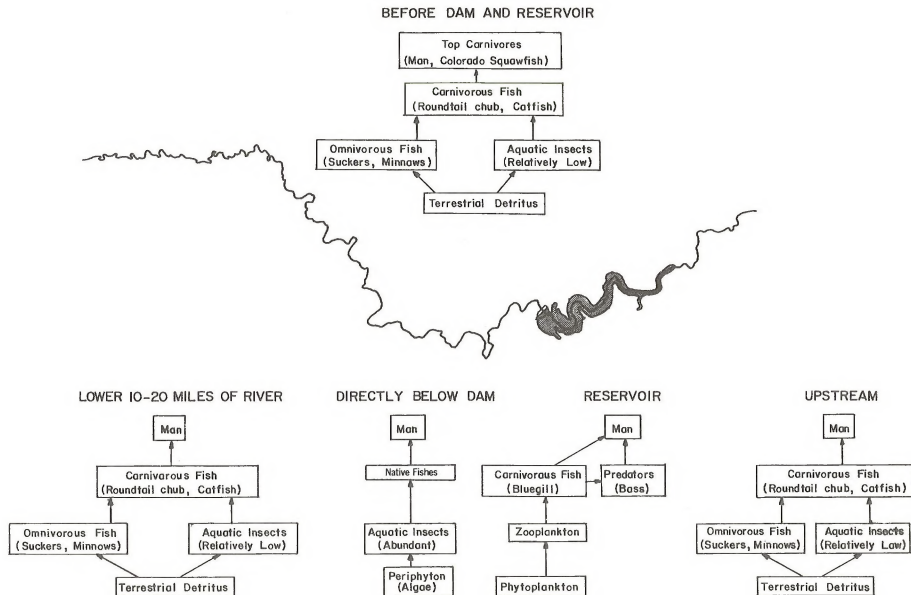 BEFORE DAM AND RESERVOIR
Top Carnivores
(Man, Colorado Squawfish)
Carnivorous Fish
(Roundtail chub, Catfish)
Omnivorous Fish
(Suckers, Minnows)
Aquatic Insects
(Relatively Low)
Terrestrial Detritus
LOWER 10-20 MILES OF RIVER
Man
Carnivarous Fish
(Roundtail chub, Catfish)
Omnivorous Fish
(Suckers, Minnows)
Aquatic Insects
(Relatively Low)
Terrestrial Detritus
DIRECTLY BELOW DAM
Man
Native Fishes
Aquatic Insects
(Abundant)
Periphyton
(Algae)
RESERVOIR
Man
Carnivorous Fish
(Bluegill)
Predators
(Bass)
Zooplankton
Phytoplankton
UPSTREAM
Man
Carnivorous Fish
(Roundtail chub, Catfish)
Omnivorous Fish
(Suckers, Minnows)
Aquatic Insects
(Relatively Low)
Terrestrial Detritus